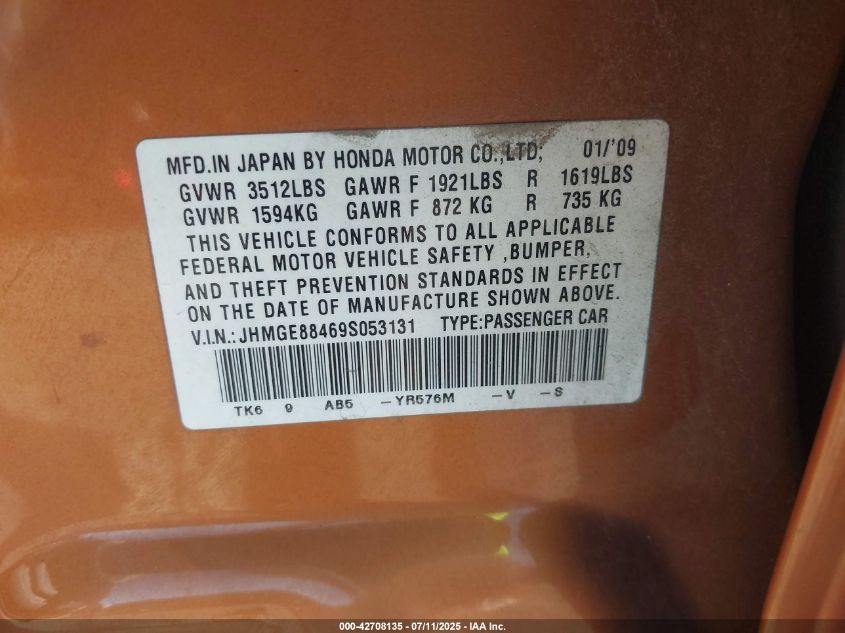 MFD.IN JAPAN BY HONDA MOTOR CO.,LTD; 01/'09
GVWR 3512LBS GAWR F 1921LBS R 1619LBS
GVWR 1594KG GAWR F 872 KG R 735 KG
THIS VEHICLE CONFORMS TO ALL APPLICABLE
FEDERAL MOTOR VEHICLE SAFETY ,BUMPER,
AND THEFT PREVENTION STANDARDS IN EFFECT
ON THE DATE OF MANUFACTURE SHOWN ABOVE.
V.I.N.: JHMGE88469S053131 TYPE:PASSENGER CAR
TK6 9 AB5 -YR576M -V -S
000-42708135 - 07/11/2025 - IAA Inc.